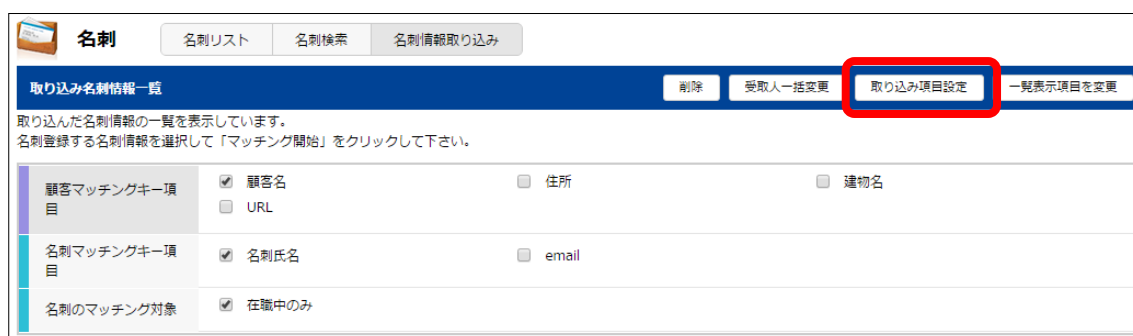 名刺
名刺リスト 名刺検索 名刺情報取り込み
取り込み名刺情報一覧 削除 受取人一括変更 取り込み項目設定 一覧表示項目を変更
取り込んだ名刺情報の一覧を表示しています。
名刺登録する名刺情報を選択して「マッチング開始」をクリックして下さい。
顧客マッチングキー項
目
顧客名 住所 建物名
URL
名刺マッチングキー項
目
名刺氏名 email
名刺のマッチング対象 在職中のみ